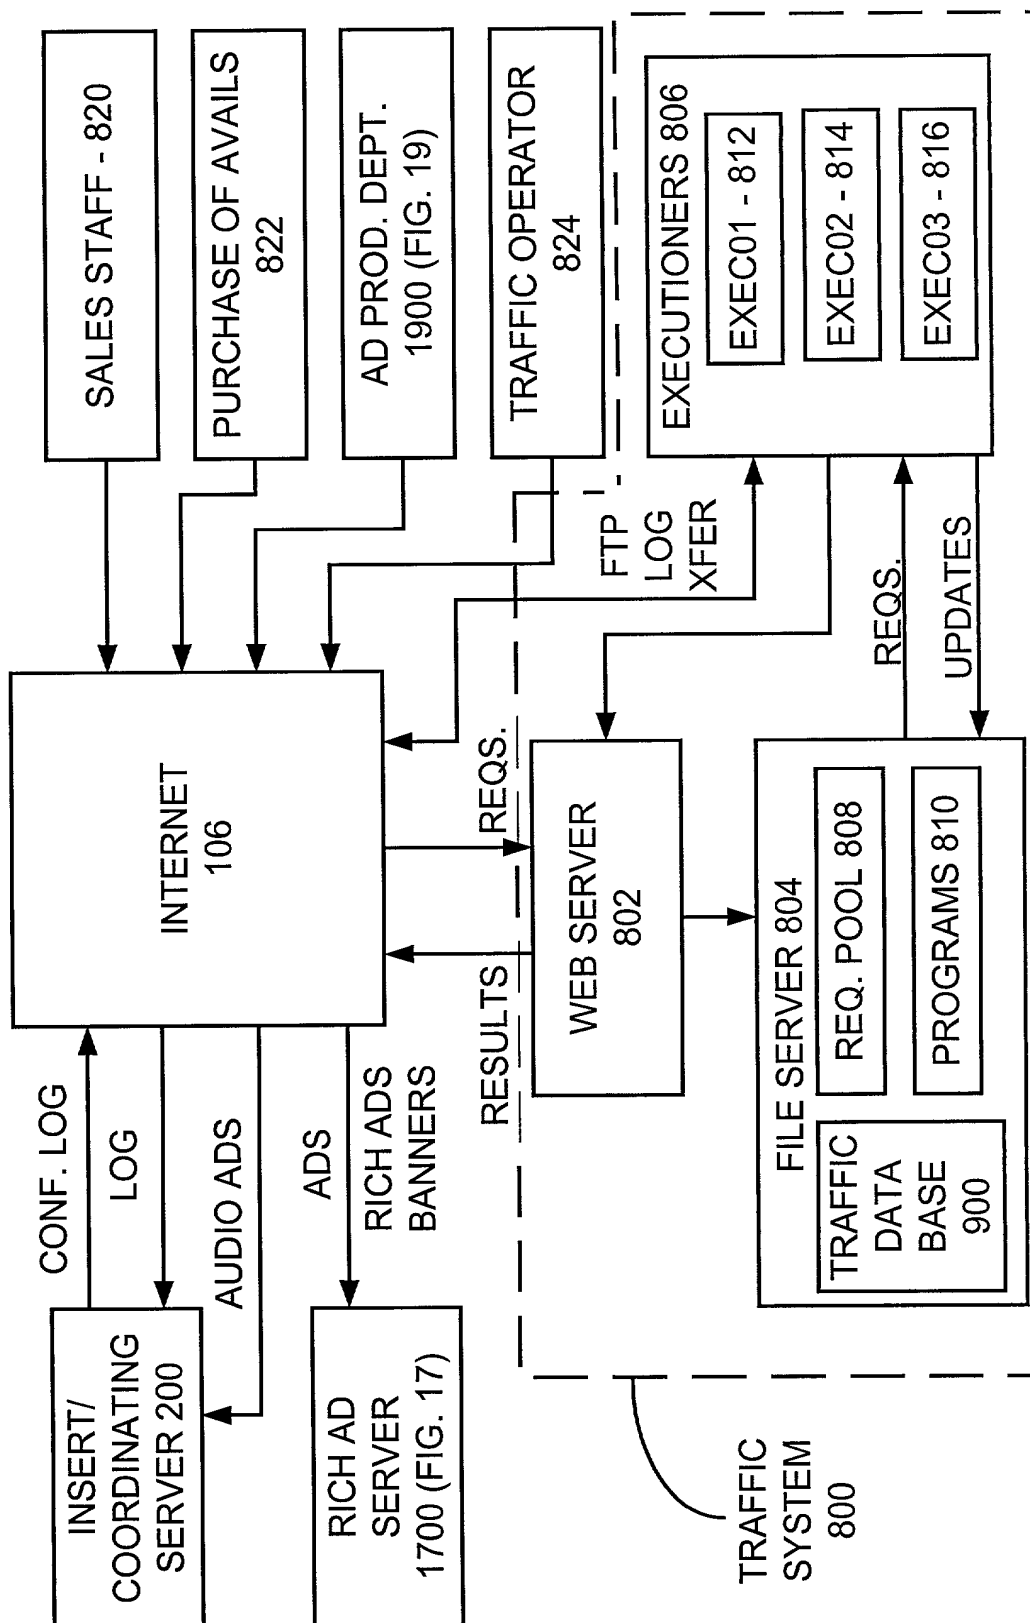 INSERT/
COORDINATING
SERVER 200
CONF. LOG
LOG
AUDIO ADS
INTERNET
106
SALES STAFF - 820
PURCHASE OF AVAILS
822
AD PROD. DEPT.
1900 (FIG. 19)
TRAFFIC OPERATOR
824
RICH AD
SERVER
1700 (FIG. 17)
ADS
RICH ADS
BANNERS
RESULTS
REQS.
FTP
LOG
XFER
TRAFFIC
SYSTEM
800
WEB SERVER
802
EXECUTIONERS 806
EXEC01 - 812
EXEC02 - 814
EXEC03 - 816
REQS.
UPDATES
FILE SERVER 804
TRAFFIC
DATA
BASE
900
REQ. POOL 808
PROGRAMS 810